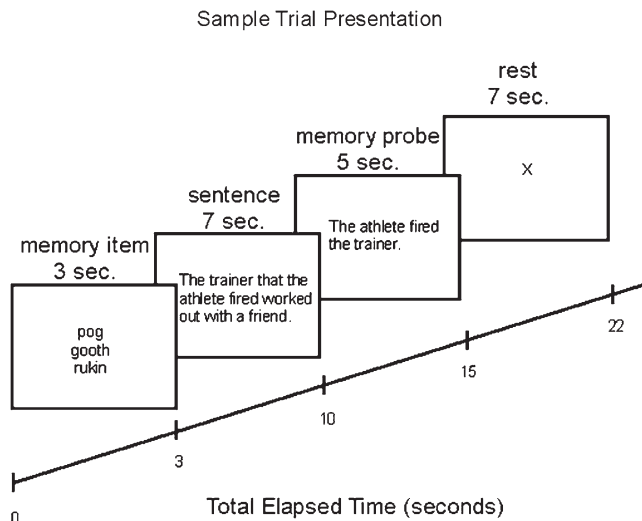 Sample Trial Presentation
rest
7 sec.
X
memory probe
5 sec.
The athlete fired
the trainer.
sentence
7 sec.
The trainer that the
athlete fired worked
out with a friend.
memory item
3 sec.
pog
gooth
rukin
0
3
10
15
22
Total Elapsed Time (seconds)